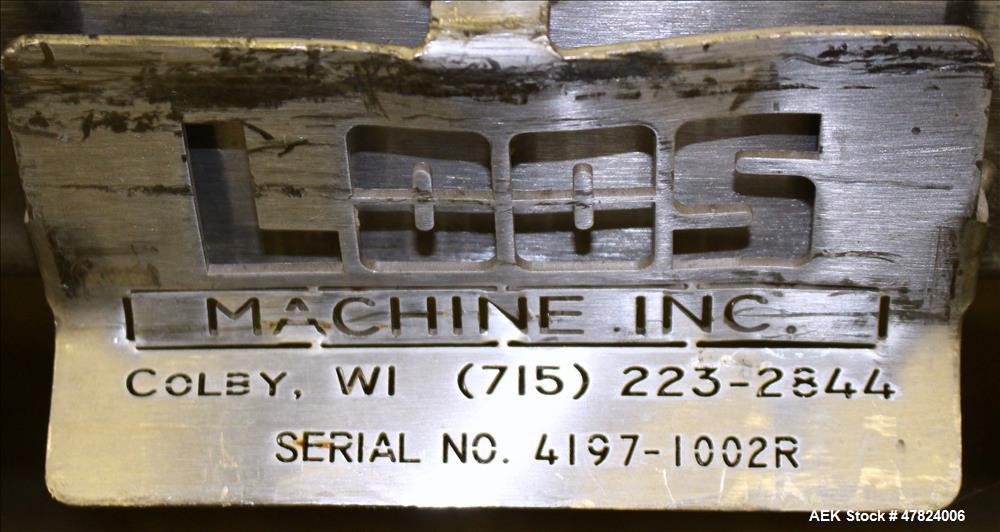 LOOS
MACHINE INC.
COLBY, WI (715) 223-2844
SERIAL NO. 4197-1002R
AEK Stock # 47824006